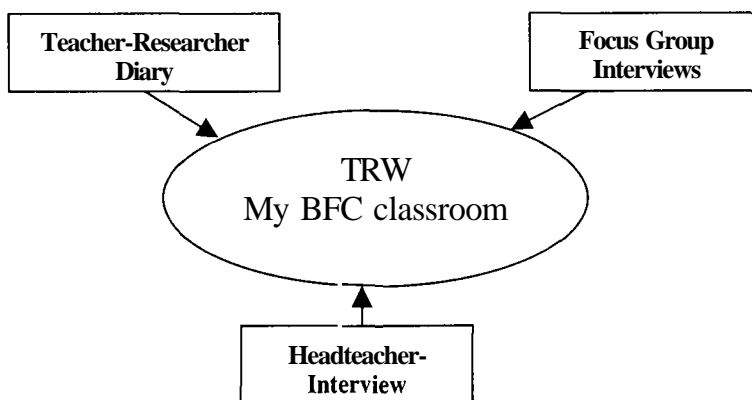 Teacher-Researcher
Diary
Focus Group
Interviews
TRW
My BFC classroom
Headteacher-
Interview